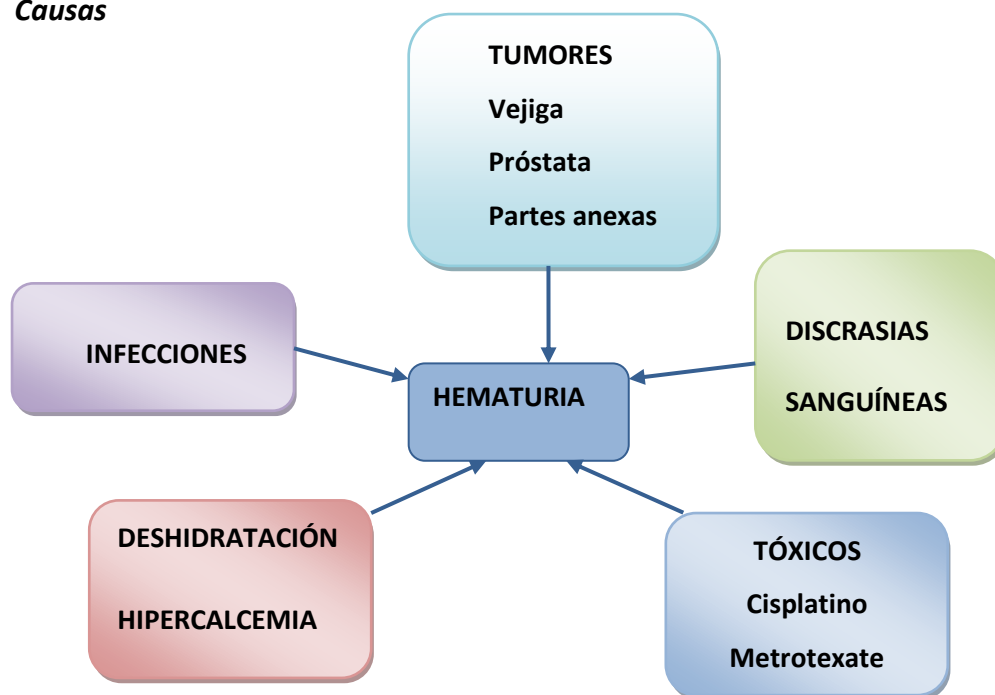 Causas
TUMORES
Vejiga
Próstata
Partes anexas
INFECCIONES
HEMATURIA
DISCRASIAS
SANGUÍNEAS
DESHIDRATACIÓN
HIPERCALCEMIA
TÓXICOS
Cisplatino
Metrotexate